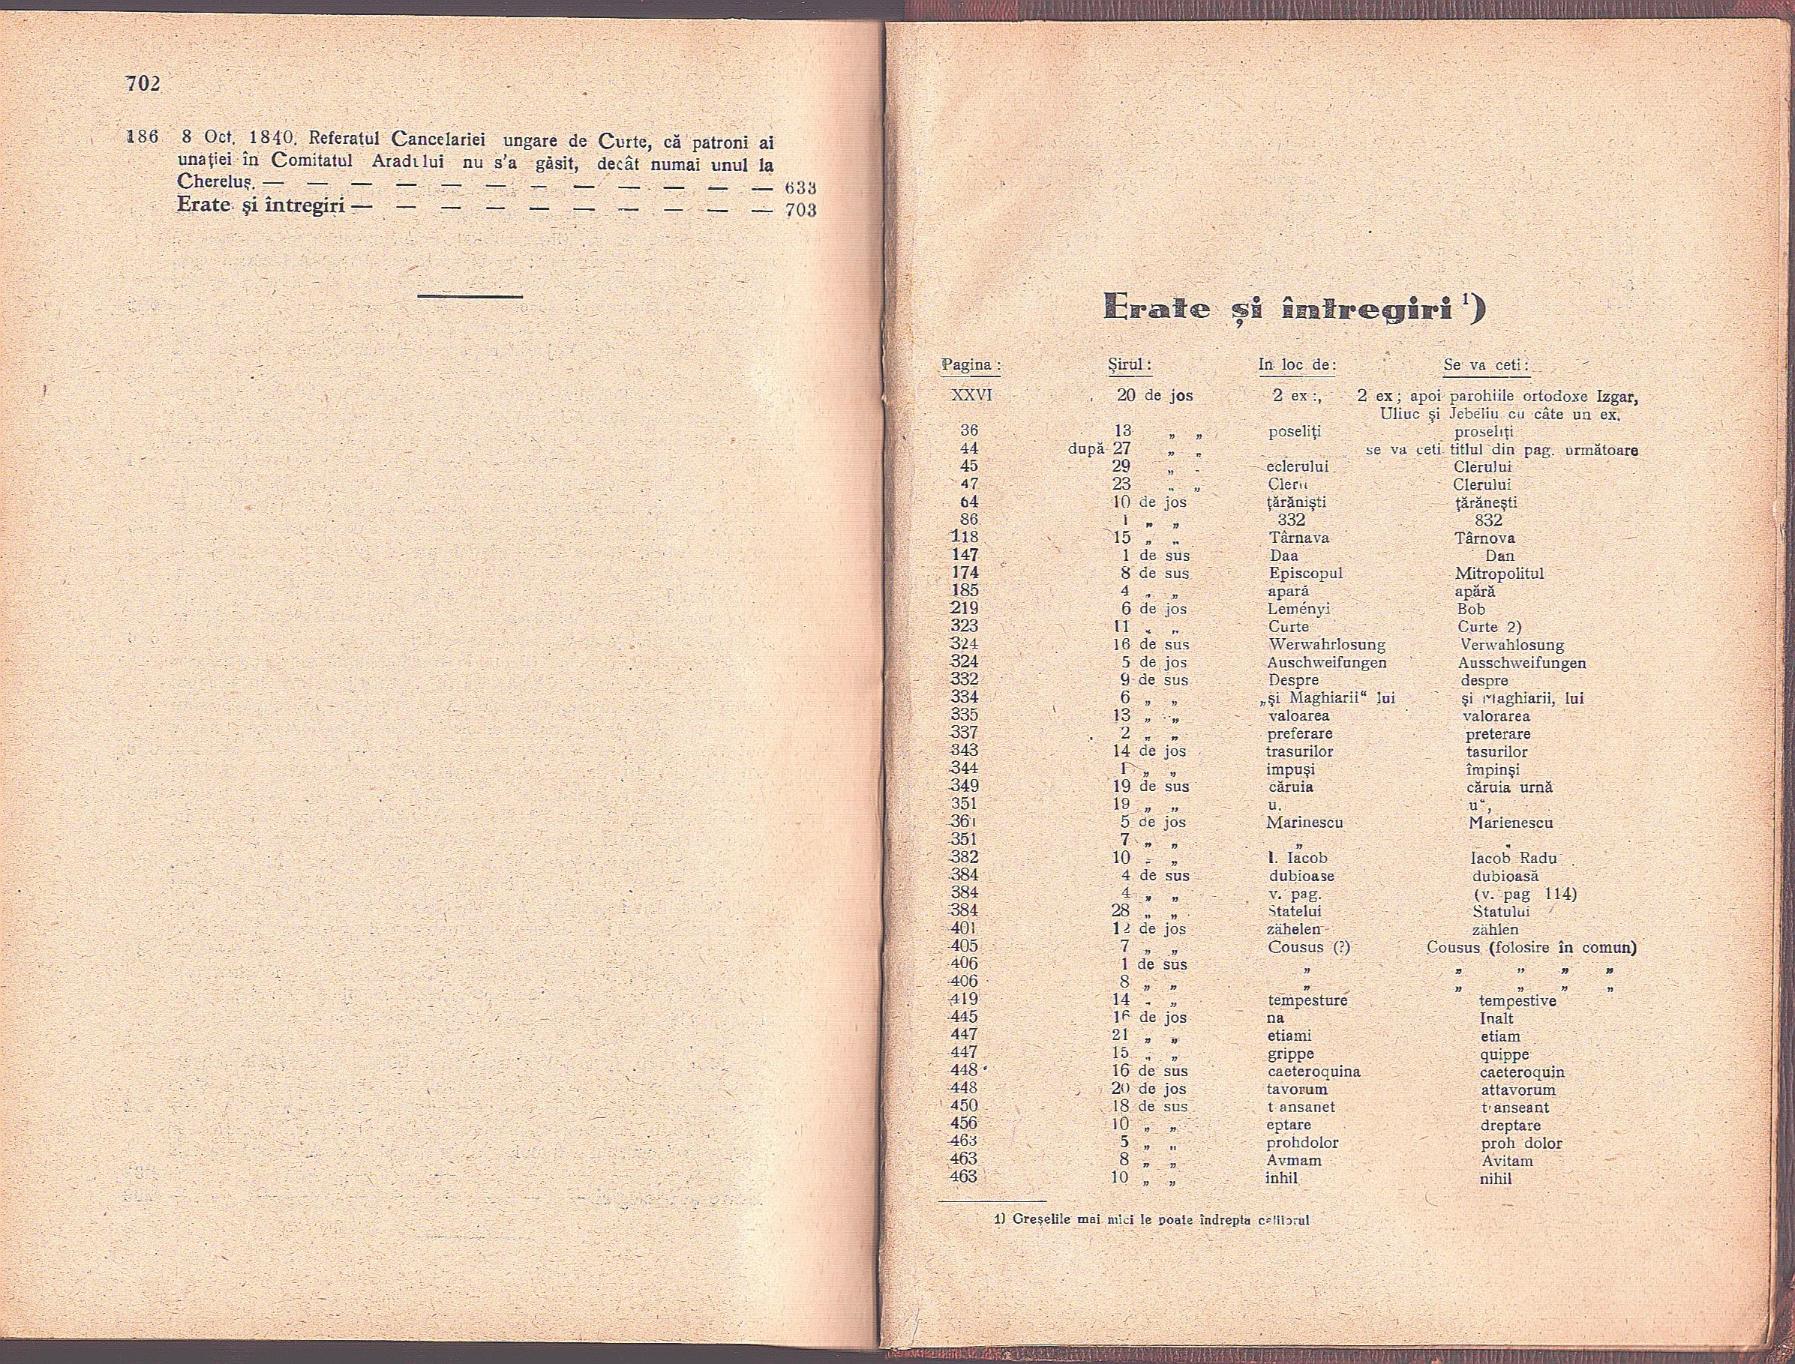 702
186 8 Oct. 1840. Referatul Cancelariei ungare de Curte, că patroni ai
unației în Comitatul Aradului nu s'a găsit, decât numai unul la
Chereluș. — — — — — — — — — — — — 633
Erate și întregiri — — — — — — — — — — 703
Erate și întregiri ¹)
Pagina : Șirul : In loc de : Se va ceti :
XXVI 20 de jos 2 ex :, 2 ex ; apoi parohiile ortodoxe Izgar,
Uliuc și Jebeliu cu câte un ex.
36 13 „ „ poseliți proseliți
44 după 27 „ „ se va ceti titlul din pag. următoare
45 29 „ „ eclerului Clerului
47 23 „ „ Cleru Clerului
64 10 de jos țărăniști țărănești
86 1 „ „ 332 832
118 15 „ „ Târnava Târnova
147 1 de sus Daa Dan
174 8 de sus Episcopul Mitropolitul
185 4 „ „ apară apără
219 6 de jos Leményi Bob
323 11 „ „ Curte Curte 2)
324 16 de sus Werwahrlosung Verwahlosung
324 5 de jos Auschweifungen Ausschweifungen
332 9 de sus Despre despre
334 6 „ „ „și Maghiarii“ lui și Maghiarii, lui
335 13 „ „ valoarea valorarea
337 2 „ „ preferare preterare
343 14 de jos trasurilor tasurilor
344 1 „ „ impuși împinși
349 19 de sus căruia căruia urnă
351 19 „ „ u. u“,
361 5 de jos Marinescu Marienescu
351 7 „ „ „ „
382 10 „ „ I. Iacob Iacob Radu
384 4 de sus dubioase dubioasă
384 4 „ „ v. pag. (v. pag 114)
384 28 „ „ Statelui Statului
401 12 de jos zähelen zählen
405 7 „ „ Cousus (?) Cousus (folosire în comun)
406 1 de sus „ „ „ „ „
406 8 „ „ „ „ „ „ „
419 14 „ „ tempesture tempestive
445 16 de jos na Inalt
447 21 „ „ etiami etiam
447 15 „ „ grippe quippe
448 16 de sus caeteroquina caeteroquin
448 20 de jos tavorum attavorum
450 18 de sus t ansanet transeant
456 10 „ „ eptare dreptare
463 5 „ „ prohdolor proh dolor
463 8 „ „ Avmam Avitam
463 10 „ „ inhil nihil
1) Greșelile mai mici le poate îndrepta cetitorul